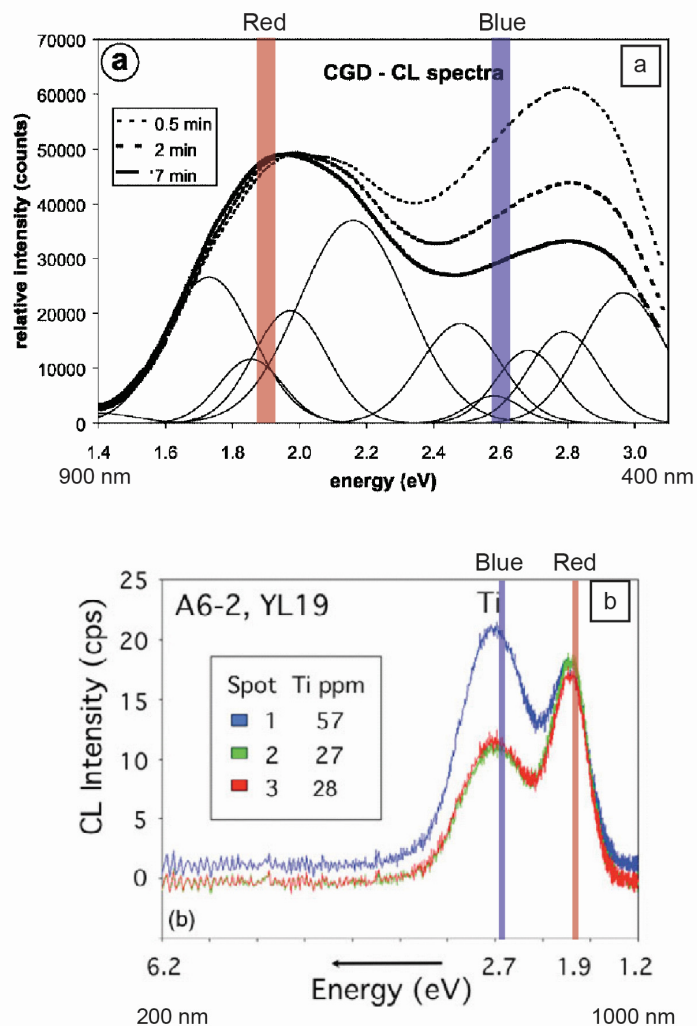 Red Blue
70000
a
CGD - CL spectra
a
60000
0.5 min
2 min
7 min
50000
40000
30000
20000
10000
0
relative intensity (counts)
1.4 1.6 1.8 2.0 2.2 2.4 2.6 2.8 3.0
900 nm energy (eV) 400 nm
Blue Red
25
A6-2, YL19 Ti b
20
Spot Ti ppm
1 57
2 27
3 28
15
10
5
0
CL Intensity (cps)
(b)
6.2 2.7 1.9 1.2
Energy (eV)
200 nm 1000 nm